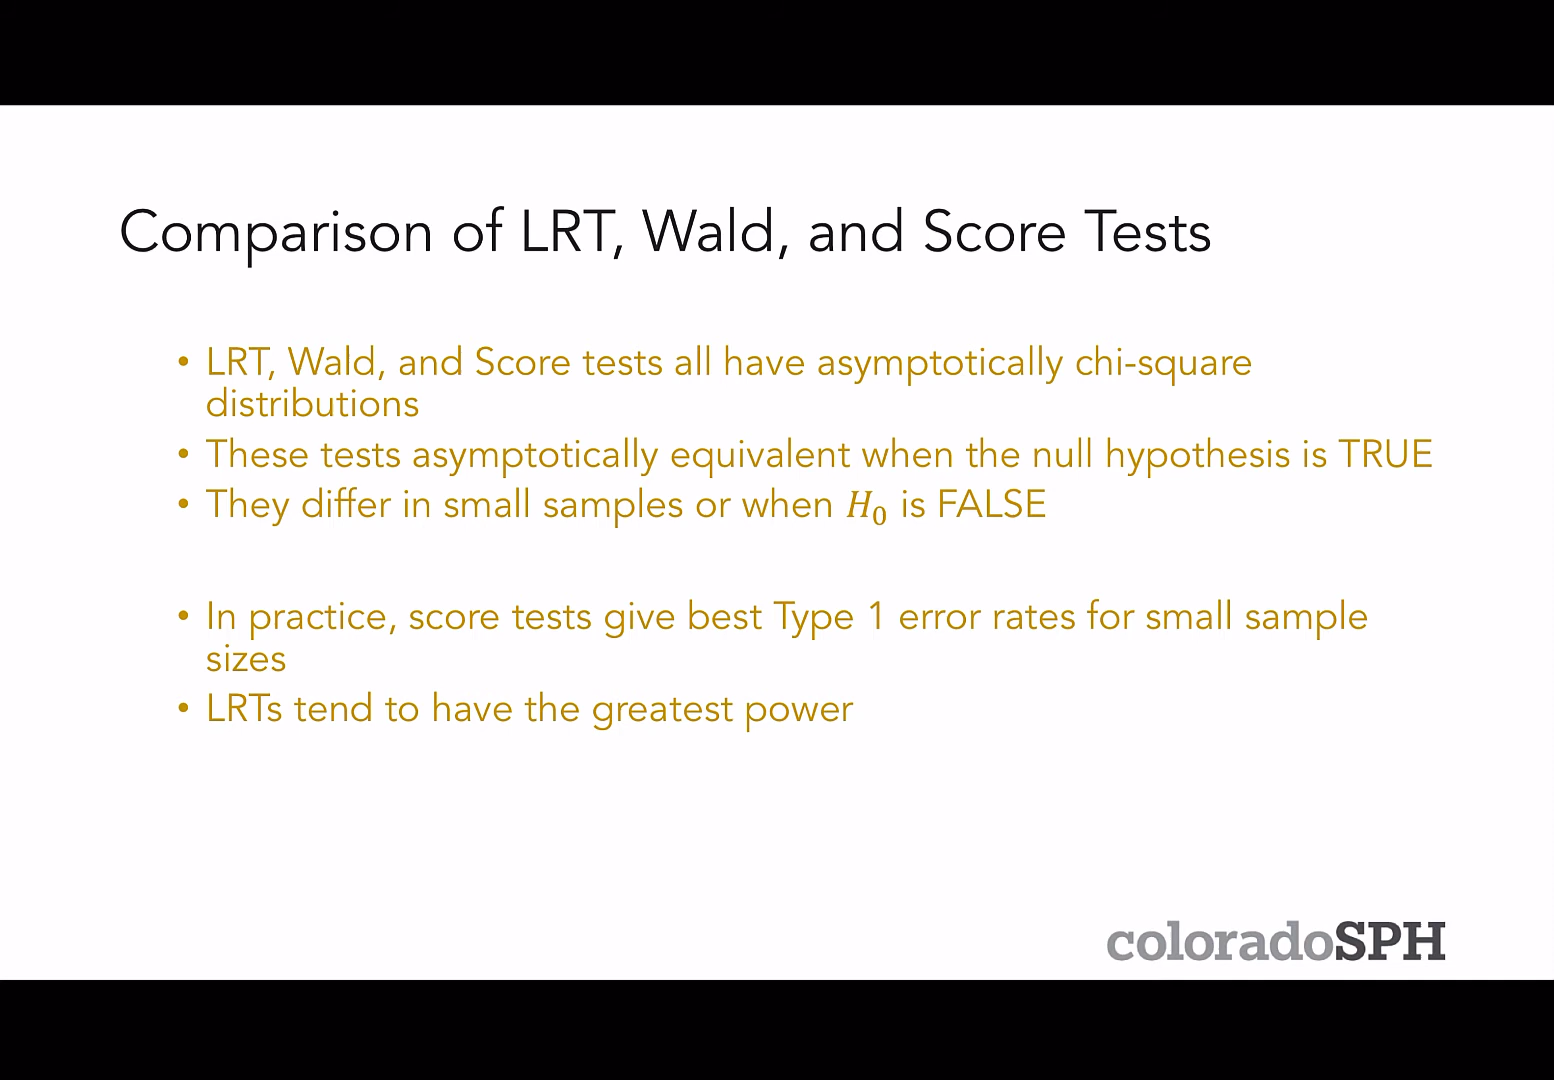 Comparison of LRT, Wald, and Score Tests
• LRT, Wald, and Score tests all have asymptotically chi-square
distributions
• These tests asymptotically equivalent when the null hypothesis is TRUE
• They differ in small samples or when H₀ is FALSE
• In practice, score tests give best Type 1 error rates for small sample
sizes
• LRTs tend to have the greatest power
coloradoSPH